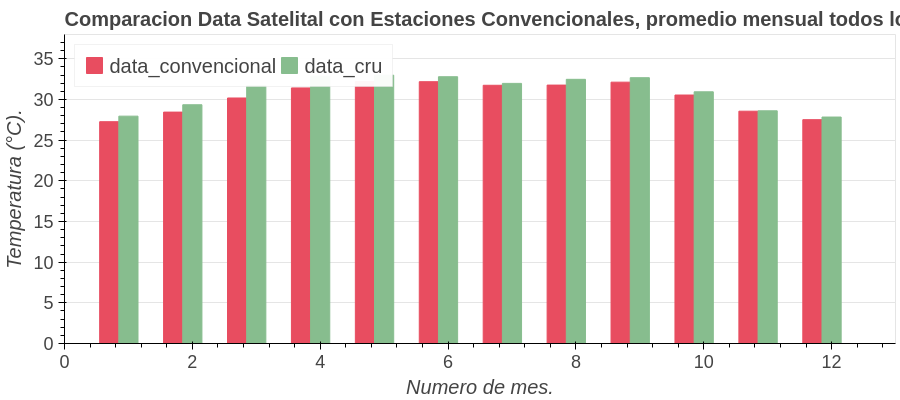 Comparacion Data Satelital con Estaciones Convencionales, promedio mensual todos
data_convencional data_cru
Temperatura (°C).
35
30
25
20
15
10
5
0
0 2 4 6 8 10 12
Numero de mes.